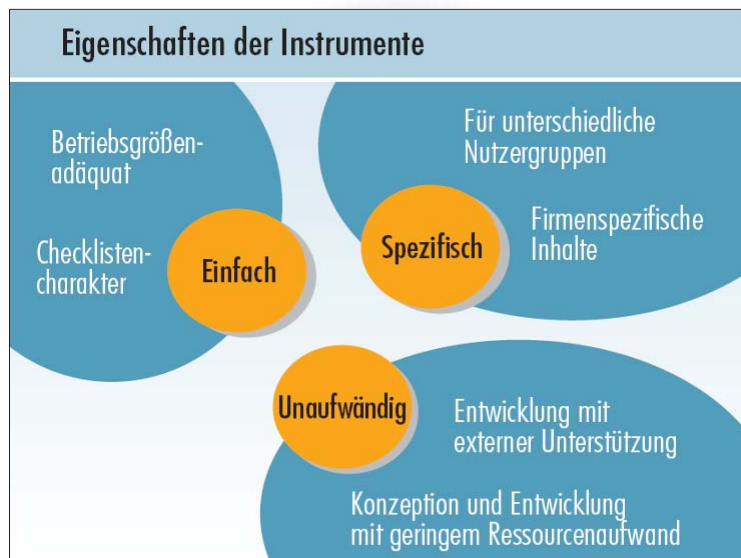 Eigenschaften der Instrumente
Betriebsgrößen-
adäquat
Checklisten-
charakter
Einfach
Für unterschiedliche
Nutzergruppen
Firmenspezifische
Inhalte
Spezifisch
Unaufwändig
Entwicklung mit
externer Unterstützung
Konzeption und Entwicklung
mit geringem Ressourcenaufwand